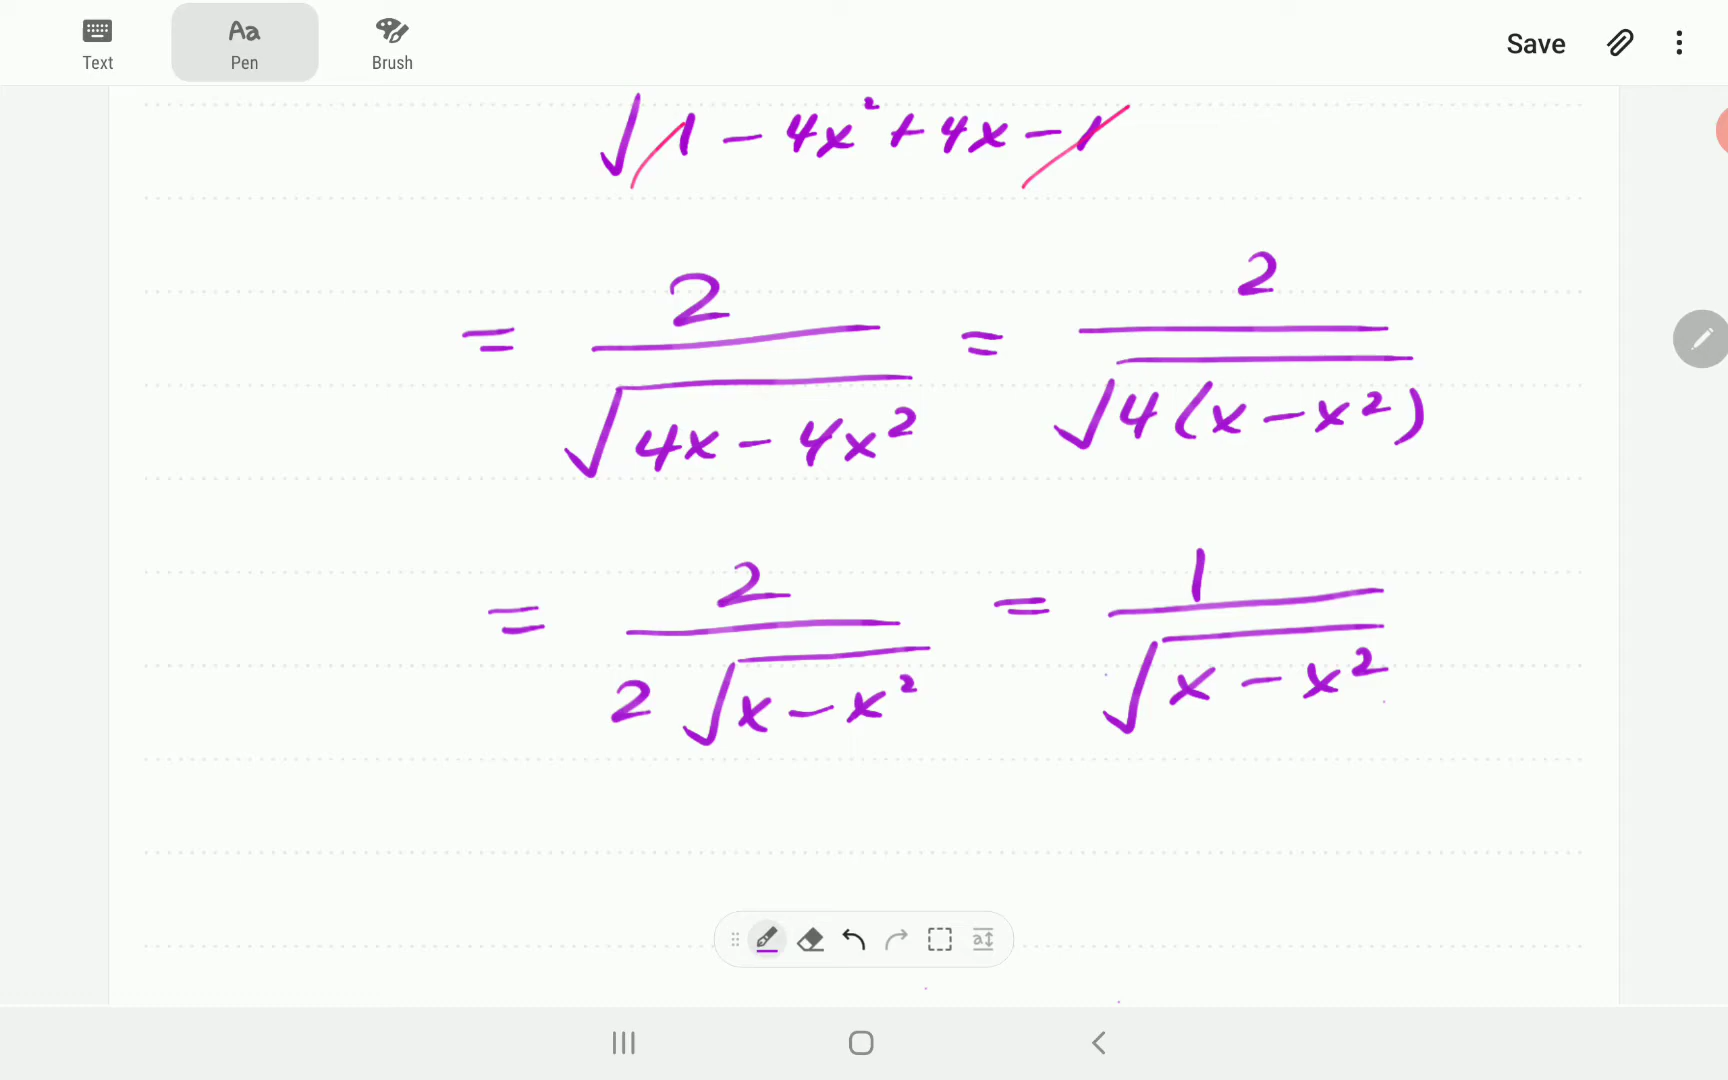 Text Pen Brush Save
√1 - 4x² + 4x - 1
= 2/√(4x - 4x²) = 2/√(4(x - x²))
= 2/(2√(x - x²)) = 1/√(x - x²)